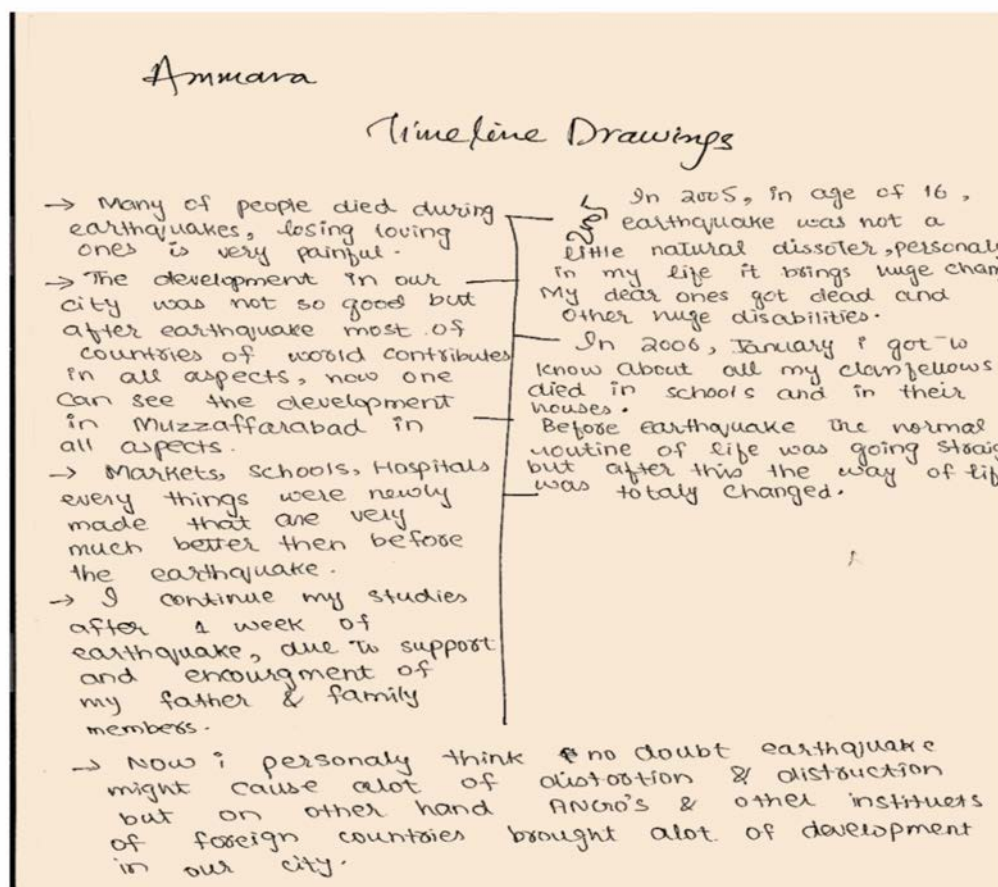 Ammara
Timeline Drawings
→ Many of people died during
earthquakes, losing loving
ones is very painful.
→ The development in our
city was not so good but
after earthquake most of
countries of world contributes
in all aspects, now one
can see the development
in Muzzaffarabad in
all aspects.
→ Markets, Schools, Hospitals
every things were newly
made that are very
much better then before
the earthquake.
→ I continue my studies
after 1 week of
earthquake, due to support
and encourgment of
my father & family
members.
In 2005, in age of 16,
earthquake was not a
little natural dissoter, personaly
in my life it brings huge chan
My dear ones got dead and
other huge disabilities.
In 2006, January i got to
know about all my classfellows
died in schools and in their
houses.
Before earthquake the normal
routine of life was going straig
but after this the way of lif
was totaly changed.
→ Now i personaly think no doubt earthquake
might cause alot of distortion & distruction
but on other hand & other instituets
of foreign countries brought alot of development
in our city.